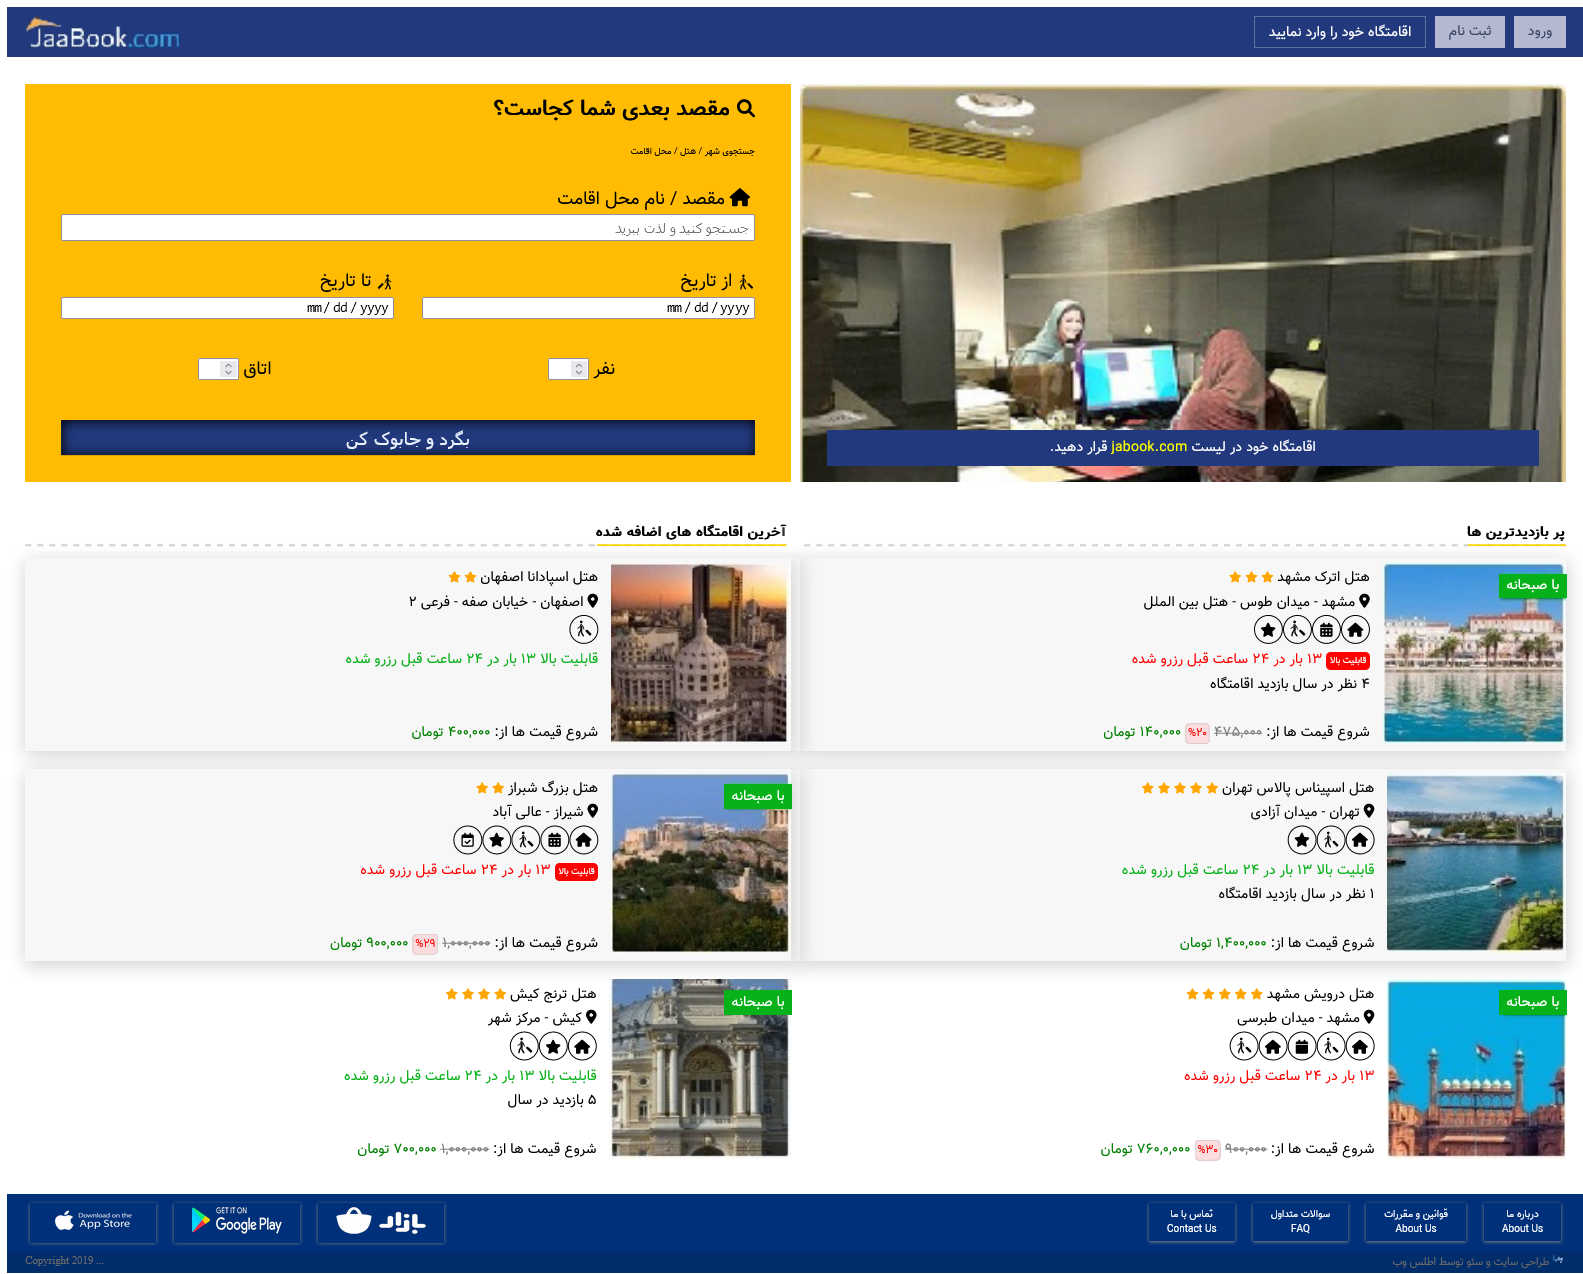 ورود
ثبت نام
اقامتگاه خود را وارد نمایید
JaaBook.com
اقامتگاه خود در لیست jabook.com قرار دهید.
مقصد بعدی شما کجاست؟
جستجوی شهر / هتل / محل اقامت
مقصد / نام محل اقامت
جستجو کنید و لذت ببرید
از تاریخ
mm / dd / yyyy
تا تاریخ
mm / dd / yyyy
نفر
اتاق
بگرد و جابوک کن
پر بازدیدترین ها
با صبحانه
هتل اترک مشهد
مشهد - میدان طوس - هتل بین الملل
قابلیت بالا ۱۳ بار در ۲۴ ساعت قبل رزرو شده
۴ نظر در سال بازدید اقامتگاه
شروع قیمت ها از: ۴۷۵,۰۰۰ %۲۰ ۱۴۰,۰۰۰ تومان
هتل اسپیناس پالاس تهران
تهران - میدان آزادی
قابلیت بالا ۱۳ بار در ۲۴ ساعت قبل رزرو شده
۱ نظر در سال بازدید اقامتگاه
شروع قیمت ها از: ۱,۴۰۰,۰۰۰ تومان
با صبحانه
هتل درویش مشهد
مشهد - میدان طبرسی
۱۳ بار در ۲۴ ساعت قبل رزرو شده
شروع قیمت ها از: ۹۰۰,۰۰۰ %۳۰ ۷۶۰,۰,۰۰۰ تومان
آخرین اقامتگاه های اضافه شده
هتل اسپادانا اصفهان
اصفهان - خیابان صفه - فرعی ۲
قابلیت بالا ۱۳ بار در ۲۴ ساعت قبل رزرو شده
شروع قیمت ها از: ۴۰۰,۰۰۰ تومان
با صبحانه
هتل بزرگ شیراز
شیراز - عالی آباد
قابلیت بالا ۱۳ بار در ۲۴ ساعت قبل رزرو شده
شروع قیمت ها از: ۱,۰۰۰,۰۰۰ %۲۹ ۹۰۰,۰۰۰ تومان
با صبحانه
هتل ترنج کیش
کیش - مرکز شهر
قابلیت بالا ۱۳ بار در ۲۴ ساعت قبل رزرو شده
۵ بازدید در سال
شروع قیمت ها از: ۱,۰۰۰,۰۰۰ ۷۰۰,۰۰۰ تومان
درباره ما
About Us
قوانین و مقررات
About Us
سوالات متداول
FAQ
تماس با ما
Contact Us
بازار
GET IT ON
Google Play
Download on the
App Store
طراحی سایت و سئو توسط اطلس وب
Copyright 2019 ...